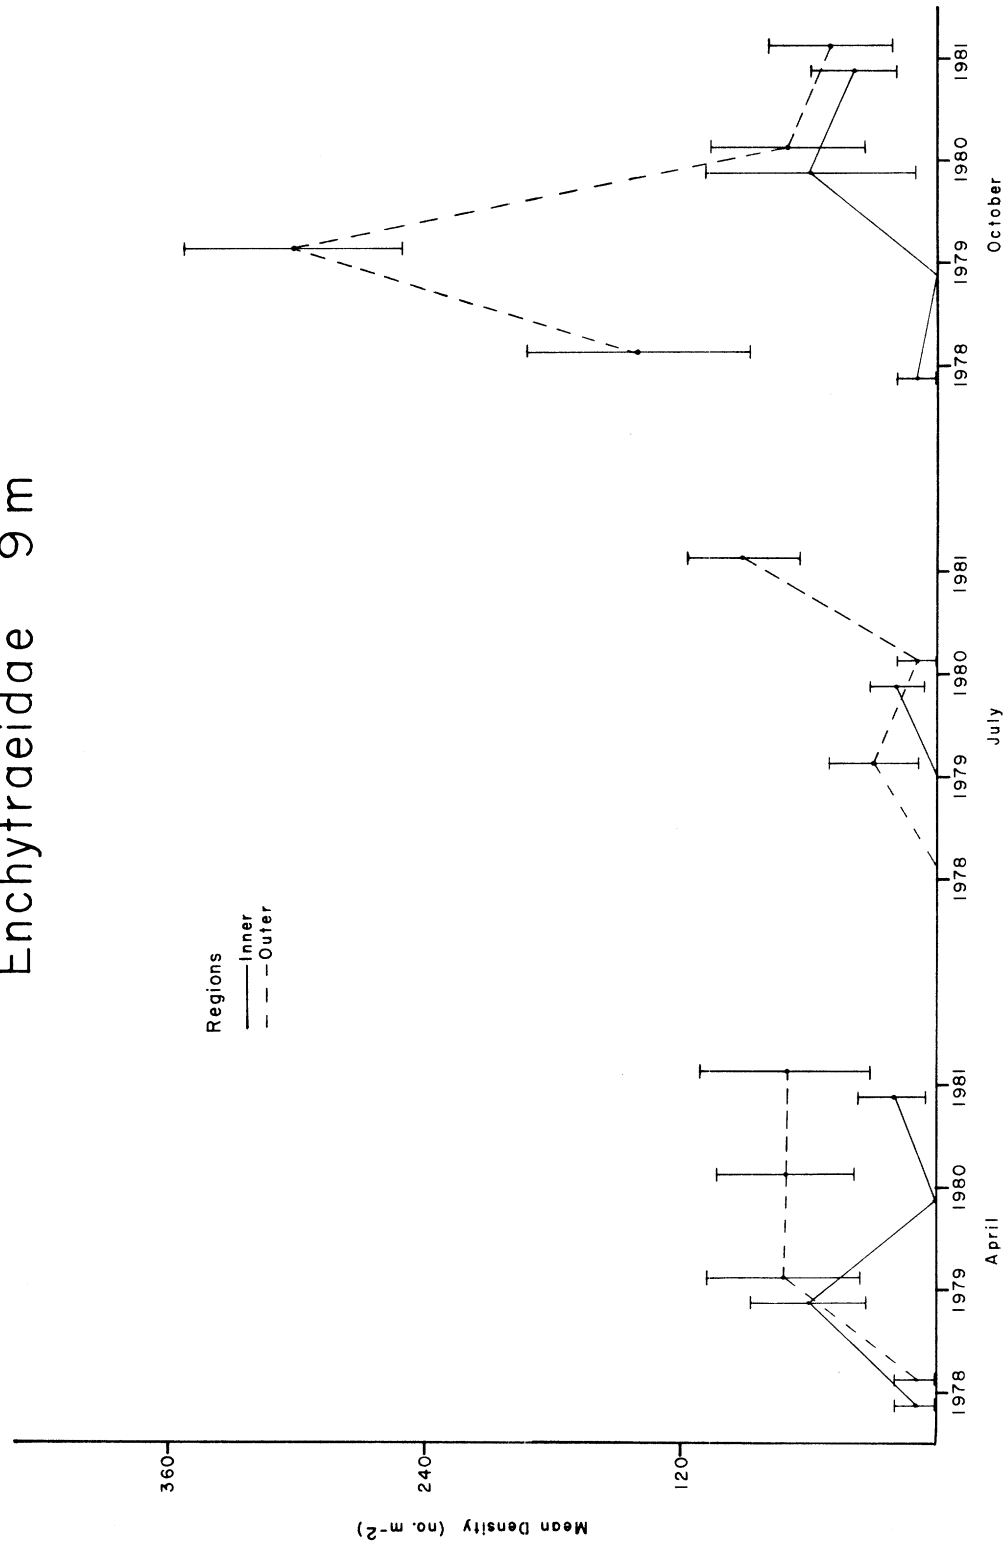 Enchytraeidae 9 m
Regions
Inner
Outer
Mean Density (no. m-2)
360
240
120
1978 1979 1980 1981 1978 1979 1980 1981 1978 1979 1980 1981
April July October